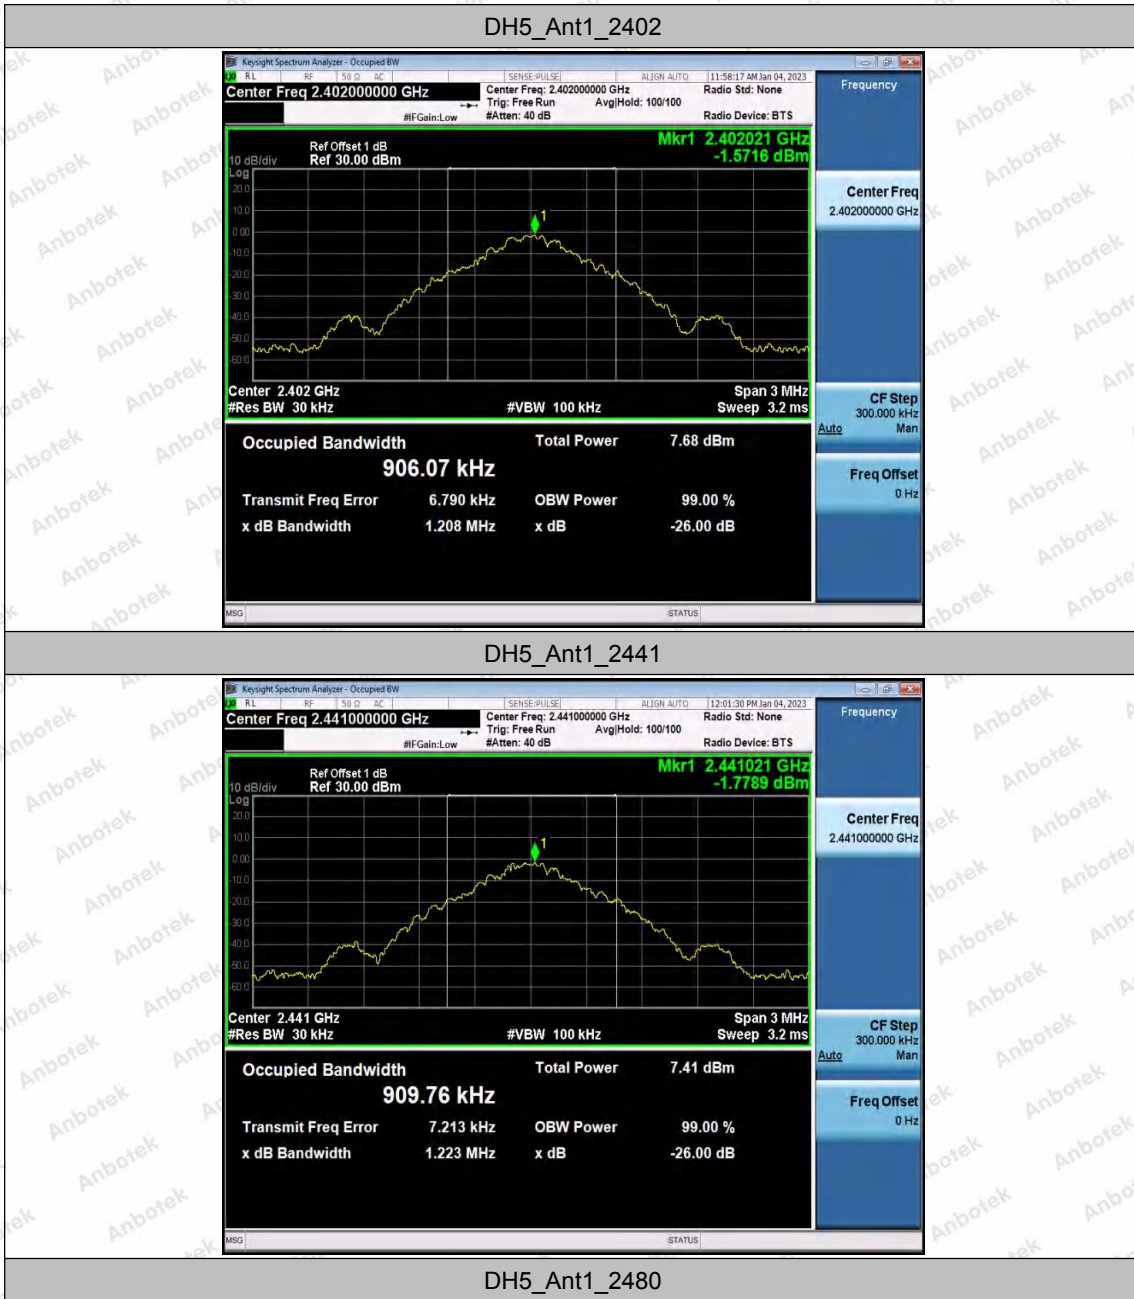 DH5_Ant1_2402
Keysight Spectrum Analyzer - Occupied BW
LXI RL RF 50 Ω AC SENSE:PULSE ALIGN AUTO 11:58:17 AM Jan 04, 2023
Center Freq 2.402000000 GHz
Center Freq: 2.402000000 GHz
Radio Std: None
Trig: Free Run Avg|Hold: 100/100
#IFGain:Low #Atten: 40 dB Radio Device: BTS
Frequency
Mkr1 2.402021 GHz
-1.5716 dBm
Ref Offset 1 dB
10 dB/div Ref 30.00 dBm
Log
20.0
10.0
0.00
-10.0
-20.0
-30.0
-40.0
-50.0
-60.0
1
Center Freq
2.402000000 GHz
Center 2.402 GHz Span 3 MHz
#Res BW 30 kHz #VBW 100 kHz Sweep 3.2 ms
CF Step
300.000 kHz
Auto Man
Occupied Bandwidth Total Power 7.68 dBm
906.07 kHz
Freq Offset
0 Hz
Transmit Freq Error 6.790 kHz OBW Power 99.00 %
x dB Bandwidth 1.208 MHz x dB -26.00 dB
MSG STATUS
DH5_Ant1_2441
Keysight Spectrum Analyzer - Occupied BW
LXI RL RF 50 Ω AC SENSE:PULSE ALIGN AUTO 12:01:30 PM Jan 04, 2023
Center Freq 2.441000000 GHz
Center Freq: 2.441000000 GHz
Radio Std: None
Trig: Free Run Avg|Hold: 100/100
#IFGain:Low #Atten: 40 dB Radio Device: BTS
Frequency
Mkr1 2.441021 GHz
-1.7789 dBm
Ref Offset 1 dB
10 dB/div Ref 30.00 dBm
Log
20.0
10.0
0.00
-10.0
-20.0
-30.0
-40.0
-50.0
-60.0
1
Center Freq
2.441000000 GHz
Center 2.441 GHz Span 3 MHz
#Res BW 30 kHz #VBW 100 kHz Sweep 3.2 ms
CF Step
300.000 kHz
Auto Man
Occupied Bandwidth Total Power 7.41 dBm
909.76 kHz
Freq Offset
0 Hz
Transmit Freq Error 7.213 kHz OBW Power 99.00 %
x dB Bandwidth 1.223 MHz x dB -26.00 dB
MSG STATUS
DH5_Ant1_2480